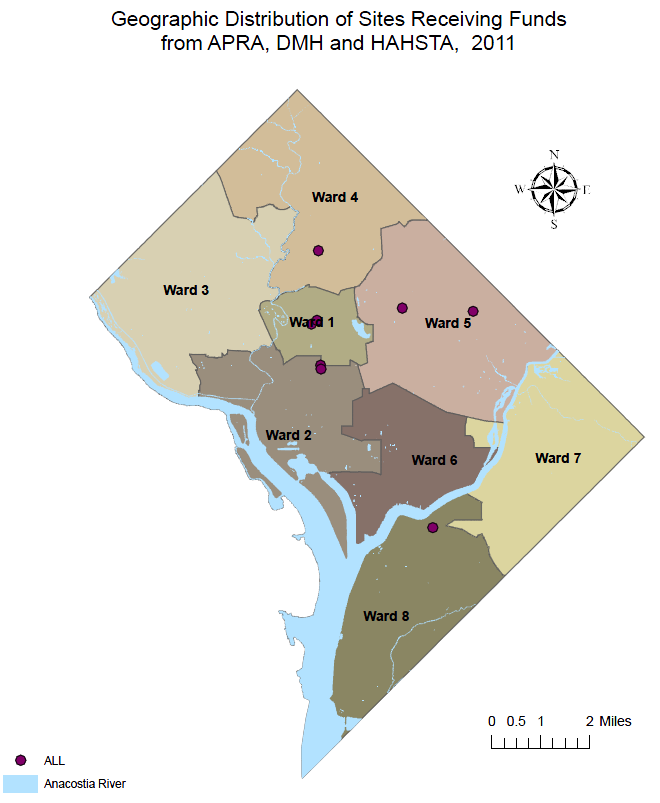 Geographic Distribution of Sites Receiving Funds
from APRA, DMH and HAHSTA, 2011
N
W E
S
Ward 4
Ward 3
Ward 1
Ward 5
Ward 2
Ward 6
Ward 7
Ward 8
0 0.5 1 2 Miles
ALL
Anacostia River